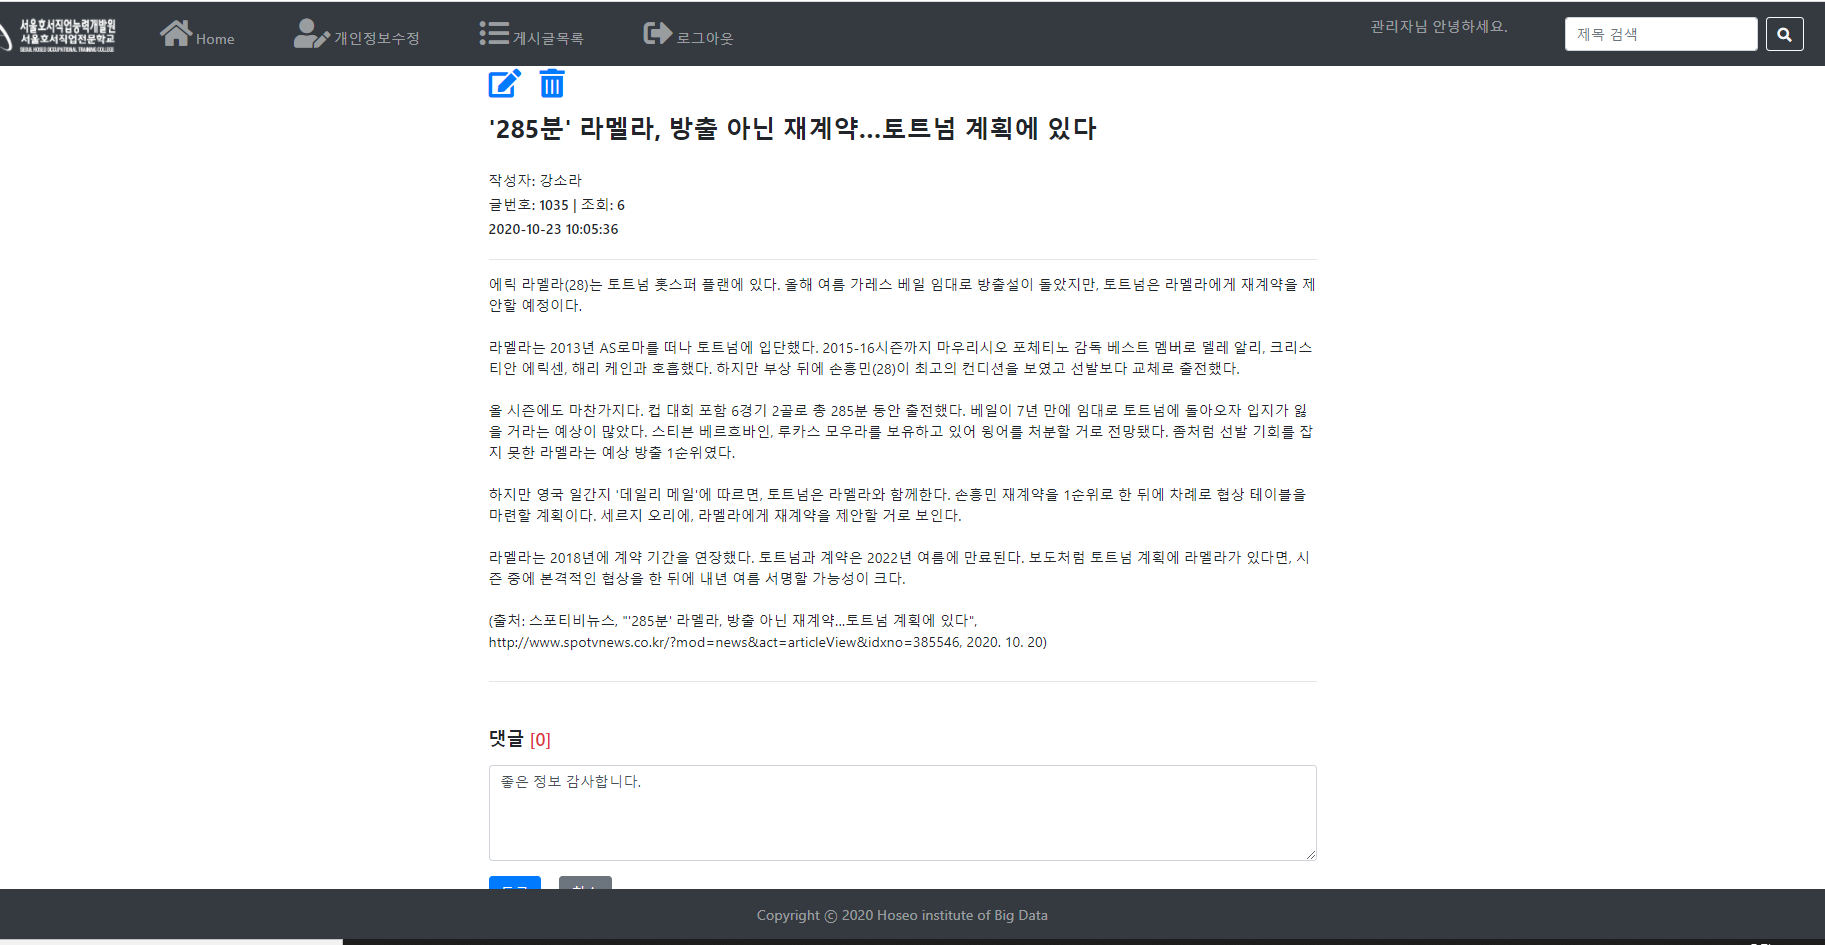 서울호서직업능력개발원
서울호서직업전문학교
SEOUL HOSEO OCCUPATIONAL TRAINING COLLEGE
Home
개인정보수정
게시글목록
로그아웃
관리자님 안녕하세요.
제목 검색
'285분' 라멜라, 방출 아닌 재계약...토트넘 계획에 있다
작성자: 강소라
글번호: 1035 | 조회: 6
2020-10-23 10:05:36
에릭 라멜라(28)는 토트넘 홋스퍼 플랜에 있다. 올해 여름 가레스 베일 임대로 방출설이 돌았지만, 토트넘은 라멜라에게 재계약을 제
안할 예정이다.
라멜라는 2013년 AS로마를 떠나 토트넘에 입단했다. 2015-16시즌까지 마우리시오 포체티노 감독 베스트 멤버로 델레 알리, 크리스
티안 에릭센, 해리 케인과 호흡했다. 하지만 부상 뒤에 손흥민(28)이 최고의 컨디션을 보였고 선발보다 교체로 출전했다.
올 시즌에도 마찬가지다. 컵 대회 포함 6경기 2골로 총 285분 동안 출전했다. 베일이 7년 만에 임대로 토트넘에 돌아오자 입지가 잃
을 거라는 예상이 많았다. 스티븐 베르흐바인, 루카스 모우라를 보유하고 있어 윙어를 처분할 거로 전망됐다. 좀처럼 선발 기회를 잡
지 못한 라멜라는 예상 방출 1순위였다.
하지만 영국 일간지 '데일리 메일'에 따르면, 토트넘은 라멜라와 함께한다. 손흥민 재계약을 1순위로 한 뒤에 차례로 협상 테이블을
마련할 계획이다. 세르지 오리에, 라멜라에게 재계약을 제안할 거로 보인다.
라멜라는 2018년에 계약 기간을 연장했다. 토트넘과 계약은 2022년 여름에 만료된다. 보도처럼 토트넘 계획에 라멜라가 있다면, 시
즌 중에 본격적인 협상을 한 뒤에 내년 여름 서명할 가능성이 크다.
(출처: 스포티비뉴스, "'285분' 라멜라, 방출 아닌 재계약...토트넘 계획에 있다",
http://www.spotvnews.co.kr/?mod=news&act=articleView&idxno=385546, 2020. 10. 20)
댓글 [0]
좋은 정보 감사합니다.
Copyright ⓒ 2020 Hoseo institute of Big Data